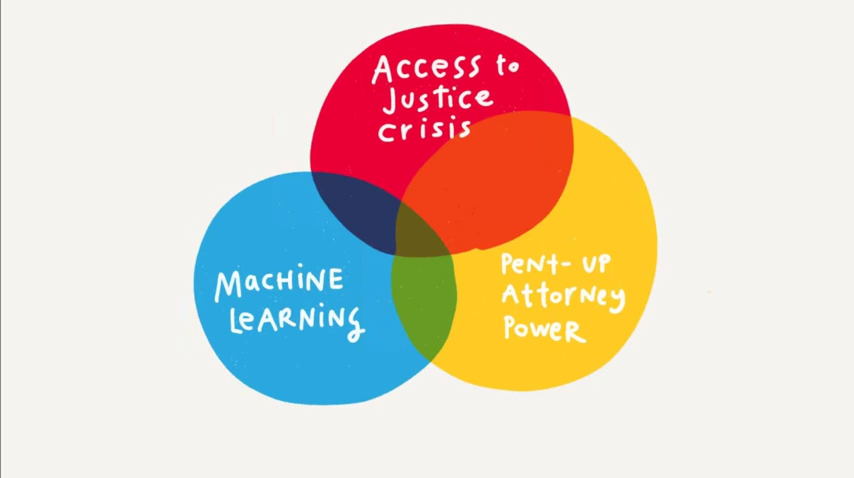 Access to
Justice
crisis
MACHINE
LEARNING
Pent-up
Attorney
Power